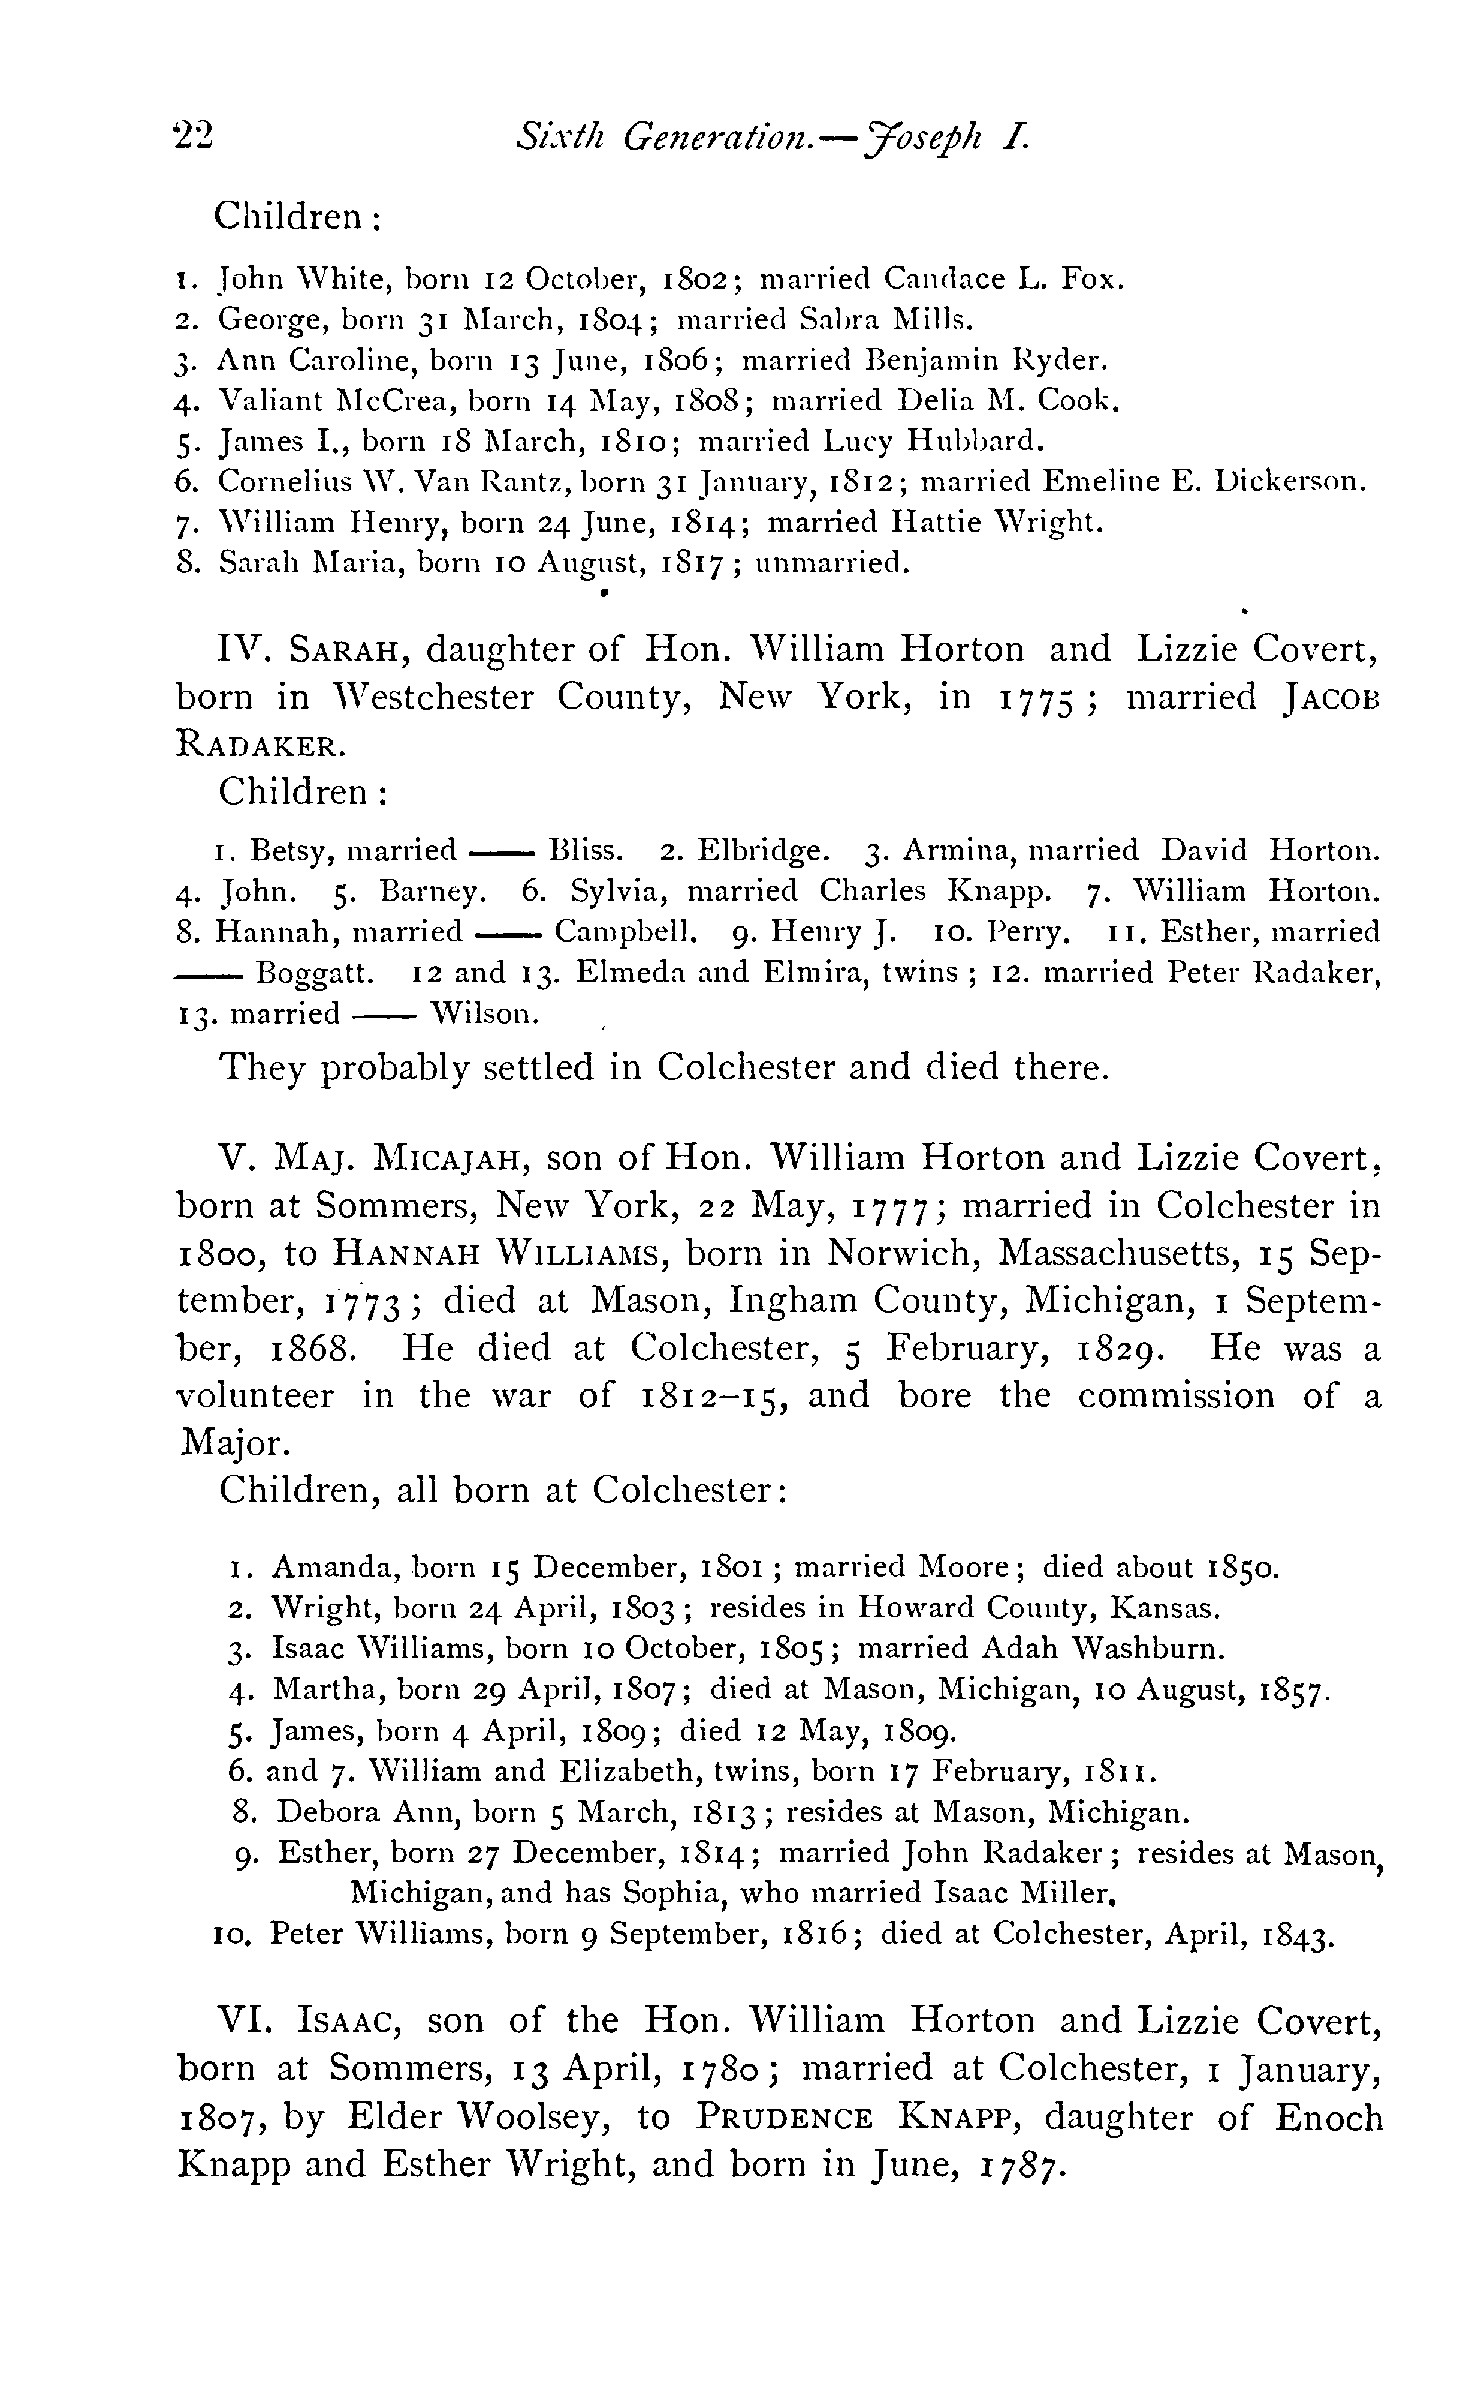 22 Sixth Generation.—Joseph I.
Children :
1. John White, born 12 October, 1802; married Candace L. Fox.
2. George, born 31 March, 1804; married Sabra Mills.
3. Ann Caroline, born 13 June, 1806; married Benjamin Ryder.
4. Valiant McCrea, born 14 May, 1808; married Delia M. Cook.
5. James I., born 18 March, 1810; married Lucy Hubbard.
6. Cornelius W. Van Rantz, born 31 January, 1812; married Emeline E. Dickerson.
7. William Henry, born 24 June, 1814; married Hattie Wright.
8. Sarah Maria, born 10 August, 1817; unmarried.
IV. SARAH, daughter of Hon. William Horton and Lizzie Covert,
born in Westchester County, New York, in 1775; married JACOB
RADAKER.
Children :
1. Betsy, married —— Bliss. 2. Elbridge. 3. Armina, married David Horton.
4. John. 5. Barney. 6. Sylvia, married Charles Knapp. 7. William Horton.
8. Hannah, married —— Campbell. 9. Henry J. 10. Perry. 11. Esther, married
—— Boggatt. 12 and 13. Elmeda and Elmira, twins; 12. married Peter Radaker,
13. married —— Wilson.
They probably settled in Colchester and died there.
V. MAJ. MICAJAH, son of Hon. William Horton and Lizzie Covert,
born at Sommers, New York, 22 May, 1777; married in Colchester in
1800, to HANNAH WILLIAMS, born in Norwich, Massachusetts, 15 Sep-
tember, 1773; died at Mason, Ingham County, Michigan, 1 Septem-
ber, 1868. He died at Colchester, 5 February, 1829. He was a
volunteer in the war of 1812–15, and bore the commission of a
Major.
Children, all born at Colchester:
1. Amanda, born 15 December, 1801; married Moore; died about 1850.
2. Wright, born 24 April, 1803; resides in Howard County, Kansas.
3. Isaac Williams, born 10 October, 1805; married Adah Washburn.
4. Martha, born 29 April, 1807; died at Mason, Michigan, 10 August, 1857.
5. James, born 4 April, 1809; died 12 May, 1809.
6. and 7. William and Elizabeth, twins, born 17 February, 1811.
8. Debora Ann, born 5 March, 1813; resides at Mason, Michigan.
9. Esther, born 27 December, 1814; married John Radaker; resides at Mason,
Michigan, and has Sophia, who married Isaac Miller.
10. Peter Williams, born 9 September, 1816; died at Colchester, April, 1843.
VI. ISAAC, son of the Hon. William Horton and Lizzie Covert,
born at Sommers, 13 April, 1780; married at Colchester, 1 January,
1807, by Elder Woolsey, to PRUDENCE KNAPP, daughter of Enoch
Knapp and Esther Wright, and born in June, 1787.